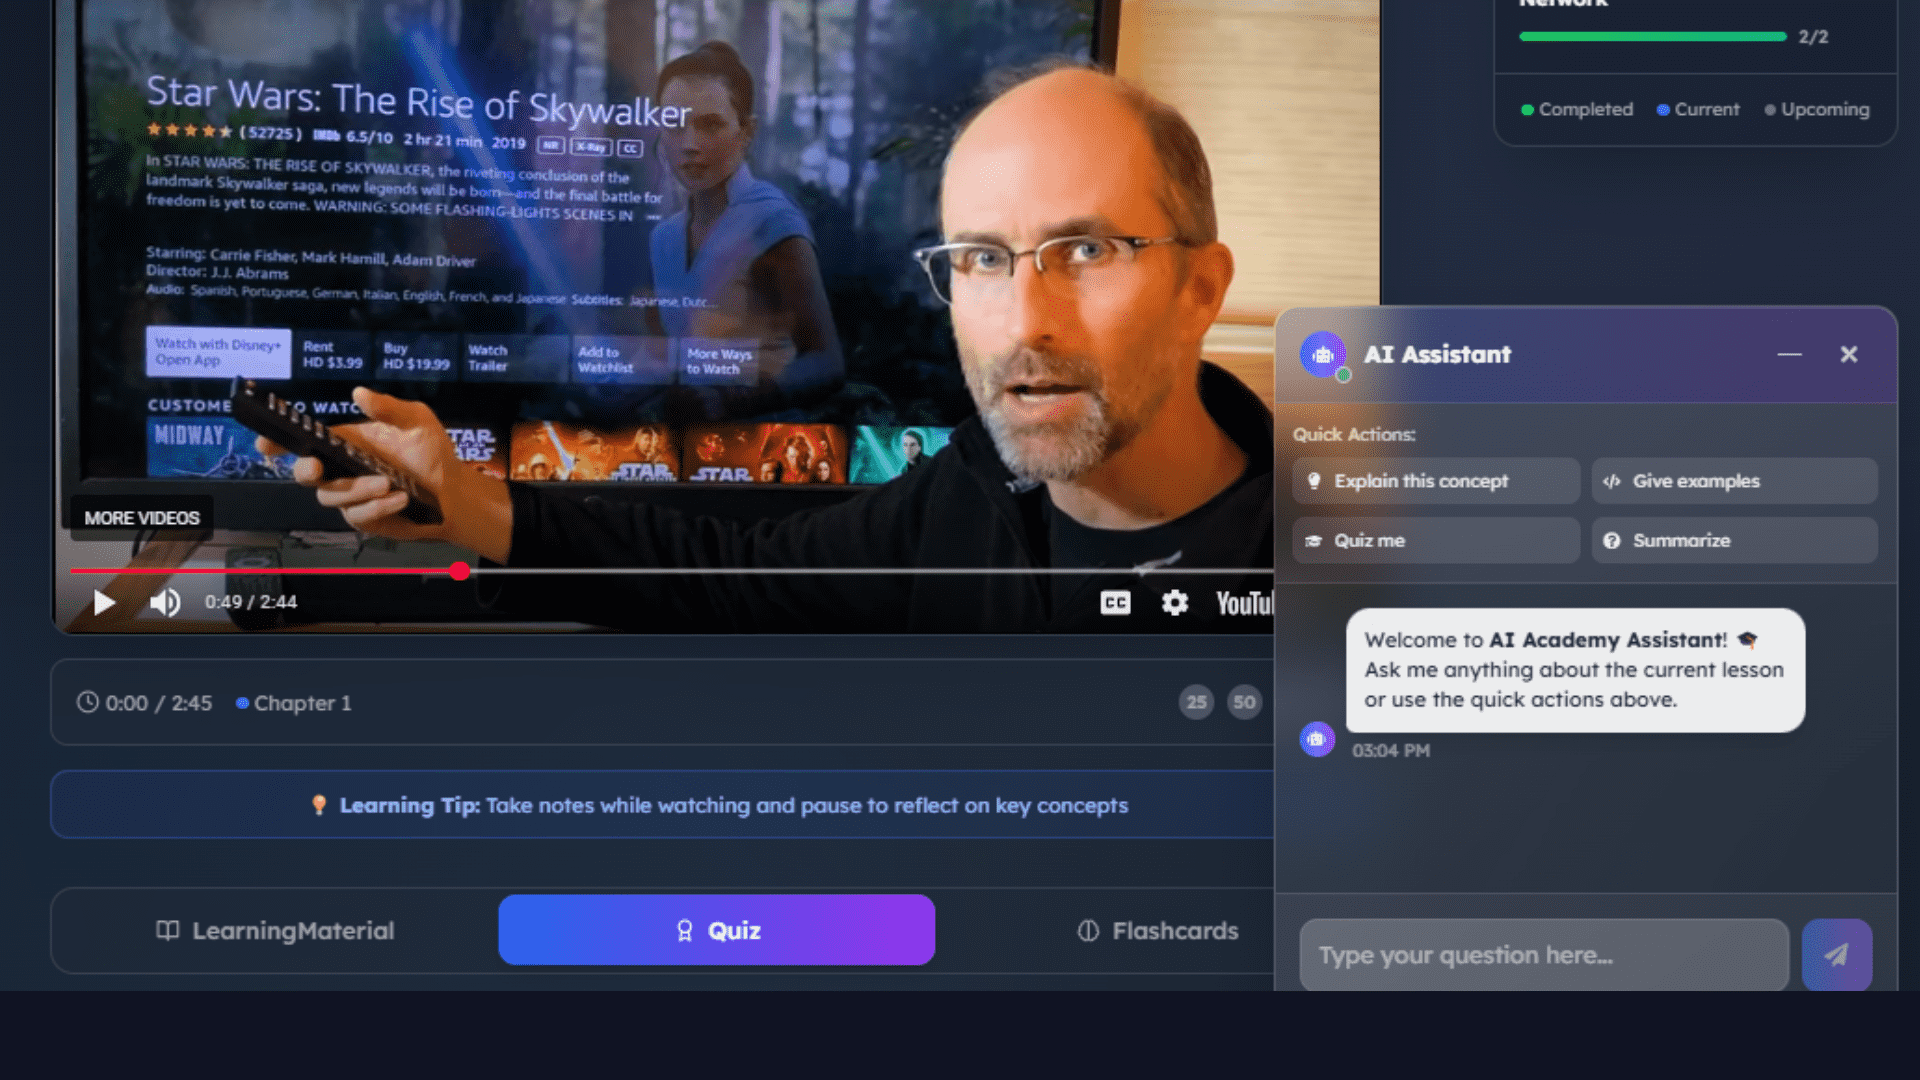 Network
2/2
Completed Current Upcoming
Star Wars: The Rise of Skywalker
(52725) IMDb 6.5/10 2 hr 21 min 2019 NR X-Ray CC
In STAR WARS: THE RISE OF SKYWALKER, the riveting conclusion of the
landmark Skywalker saga, new legends will be born—and the final battle for
freedom is yet to come. WARNING: SOME FLASHING-LIGHTS SCENES IN
Starring: Carrie Fisher, Mark Hamill, Adam Driver
Director: J.J. Abrams
Audio: Spanish, Portuguese, German, Italian, English, French, and Japanese Subtitles: Japanese, Dutc...
Watch with Disney+
Open App
Rent
HD $3.99
Buy
HD $19.99
Watch
Trailer
Add to
Watchlist
More Ways
to Watch
CUSTOME TO WATC
MIDWAY
STAR
WARS
STAR
STAR
MORE VIDEOS
0:49 / 2:44
CC
YouTu
0:00 / 2:45 Chapter 1
25 50
Learning Tip: Take notes while watching and pause to reflect on key concepts
LearningMaterial
Quiz
Flashcards
AI Assistant
Quick Actions:
Explain this concept
Give examples
Quiz me
Summarize
Welcome to AI Academy Assistant! 🎓
Ask me anything about the current lesson
or use the quick actions above.
03:04 PM
Type your question here...